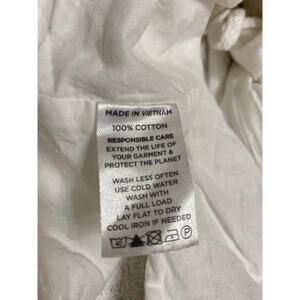 MADE IN VIETNAM
100% COTTON
RESPONSIBLE CARE
EXTEND THE LIFE OF
YOUR GARMENT &
PROTECT THE PLANET
WASH LESS OFTEN
USE COLD WATER
WASH WITH
A FULL LOAD
LAY FLAT TO DRY
COOL IRON IF NEEDED
P